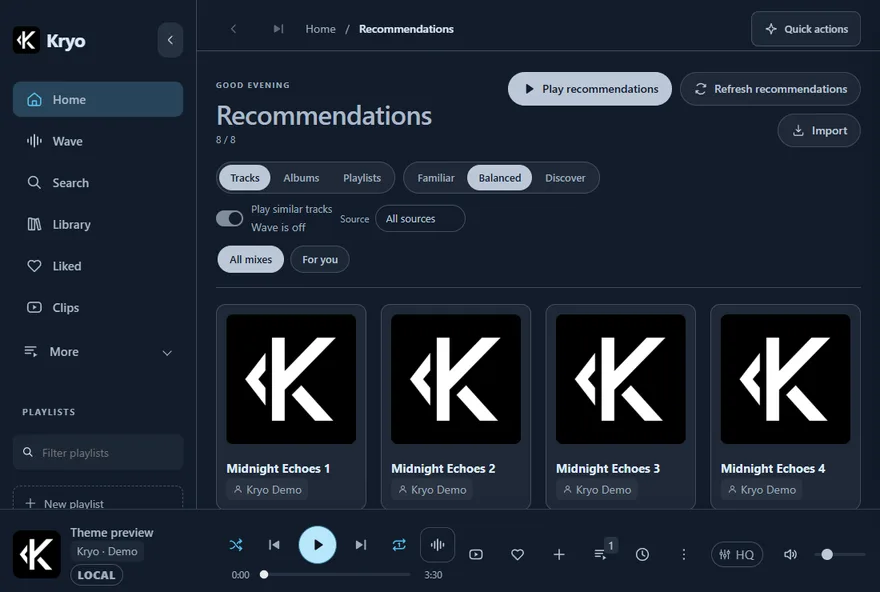 Kryo
Home
Wave
Search
Library
Liked
Clips
More
PLAYLISTS
Filter playlists
New playlist
Home / Recommendations
Quick actions
GOOD EVENING
Recommendations
8 / 8
Play recommendations
Refresh recommendations
Import
Tracks Albums Playlists
Familiar Balanced Discover
Play similar tracks
Wave is off
Source
All sources
All mixes
For you
Midnight Echoes 1
Kryo Demo
Midnight Echoes 2
Kryo Demo
Midnight Echoes 3
Kryo Demo
Midnight Echoes 4
Kryo Demo
Theme preview
Kryo · Demo
LOCAL
0:00
3:30
1
HQ